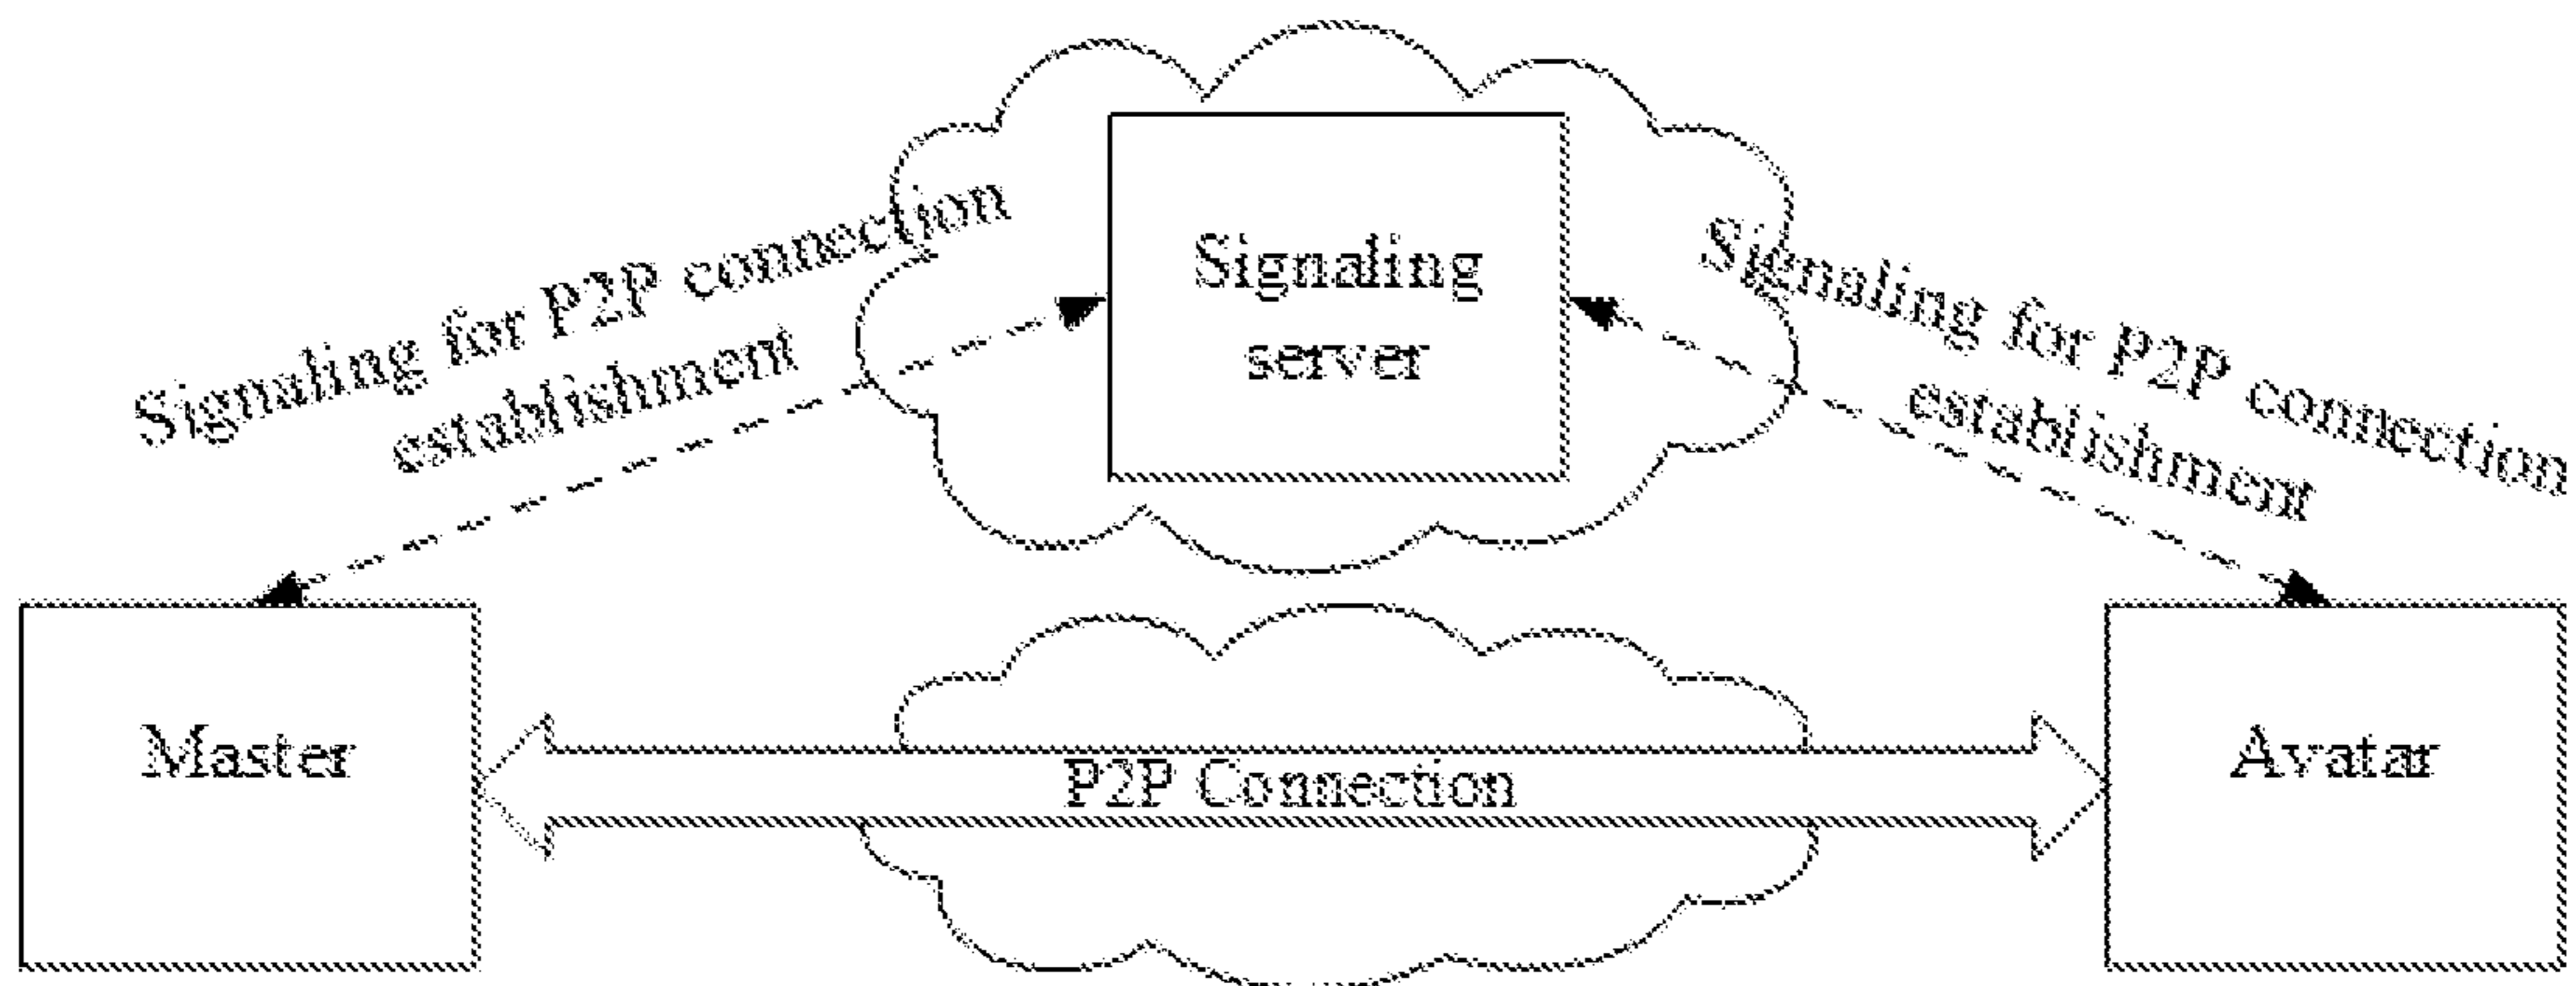 Signaling for P2P connection
establishment
Signaling
server
Signaling for P2P connection
establishment
Master
P2P Connection
Avatar